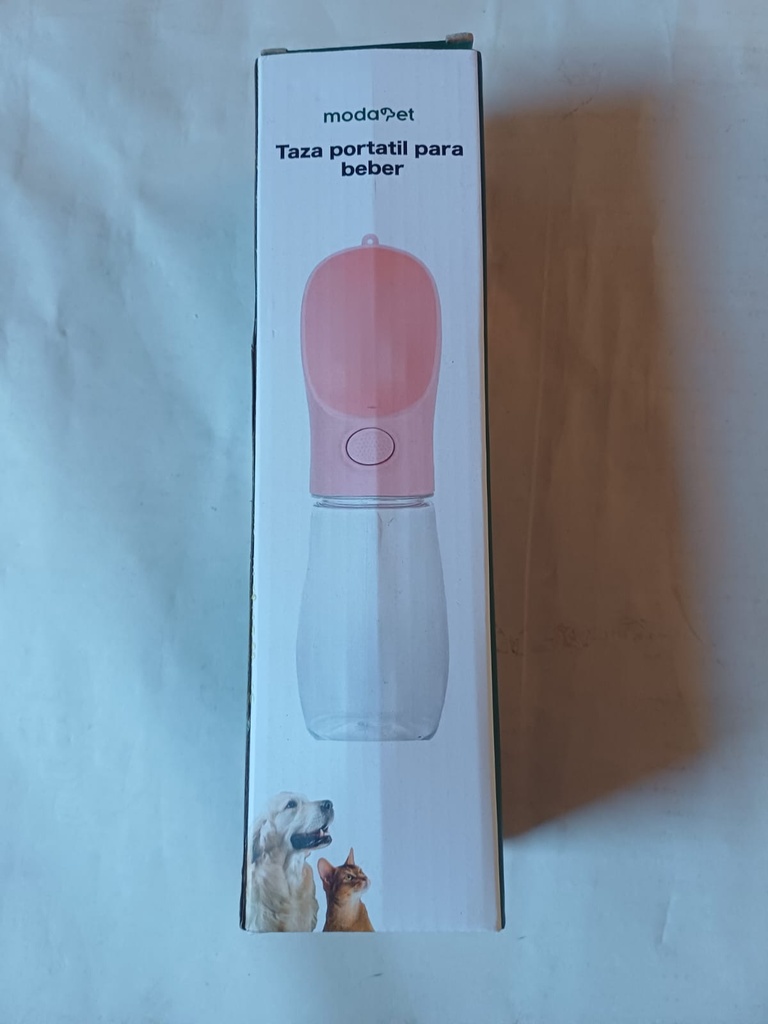 modapet
Taza portatil para
beber